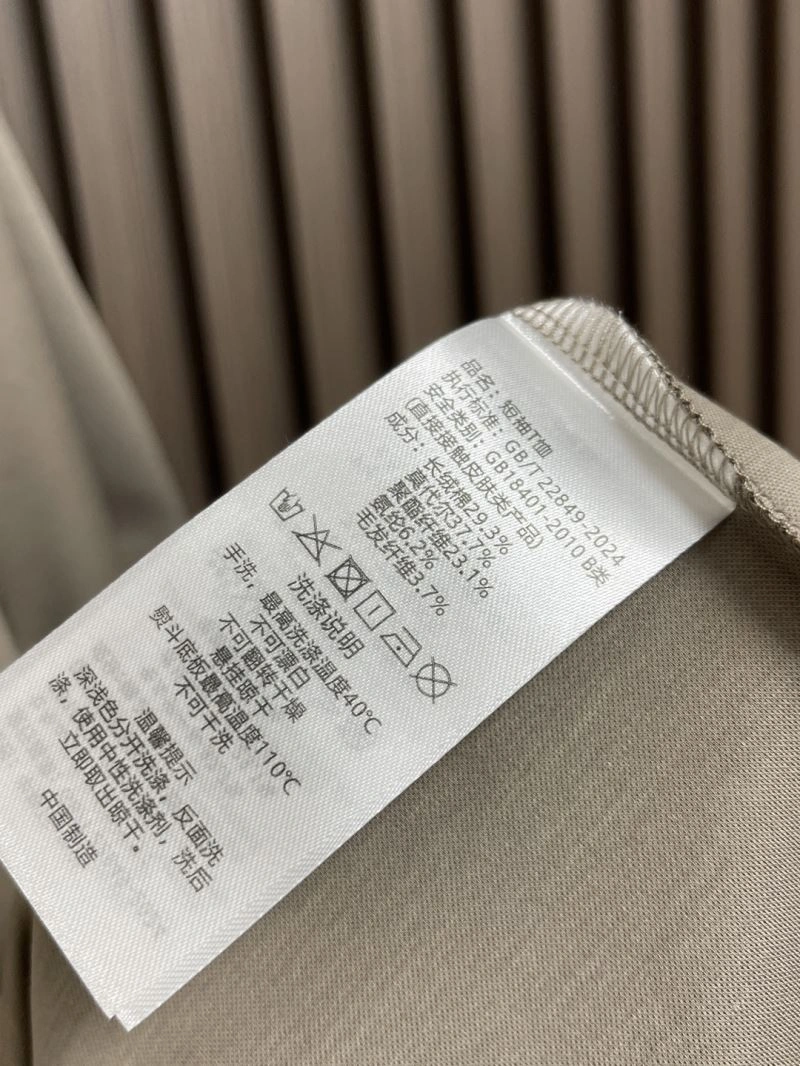 品名：短袖T恤
执行标准：GB/T 22849-2024
安全类别：GB18401-2010 B类
(直接接触皮肤类产品)
成分：长绒棉29.3%
莫代尔37.7%
聚酯纤维23.1%
氨纶6.2%
毛发纤维3.7%
洗涤说明
手洗，最高洗涤温度40℃
不可漂白
不可翻转干燥
悬挂晾干
熨斗底板最高温度110℃
不可干洗
温馨提示
深浅色分开洗涤，反面洗
涤，使用中性洗涤剂，洗后
立即取出晾干。
中国制造